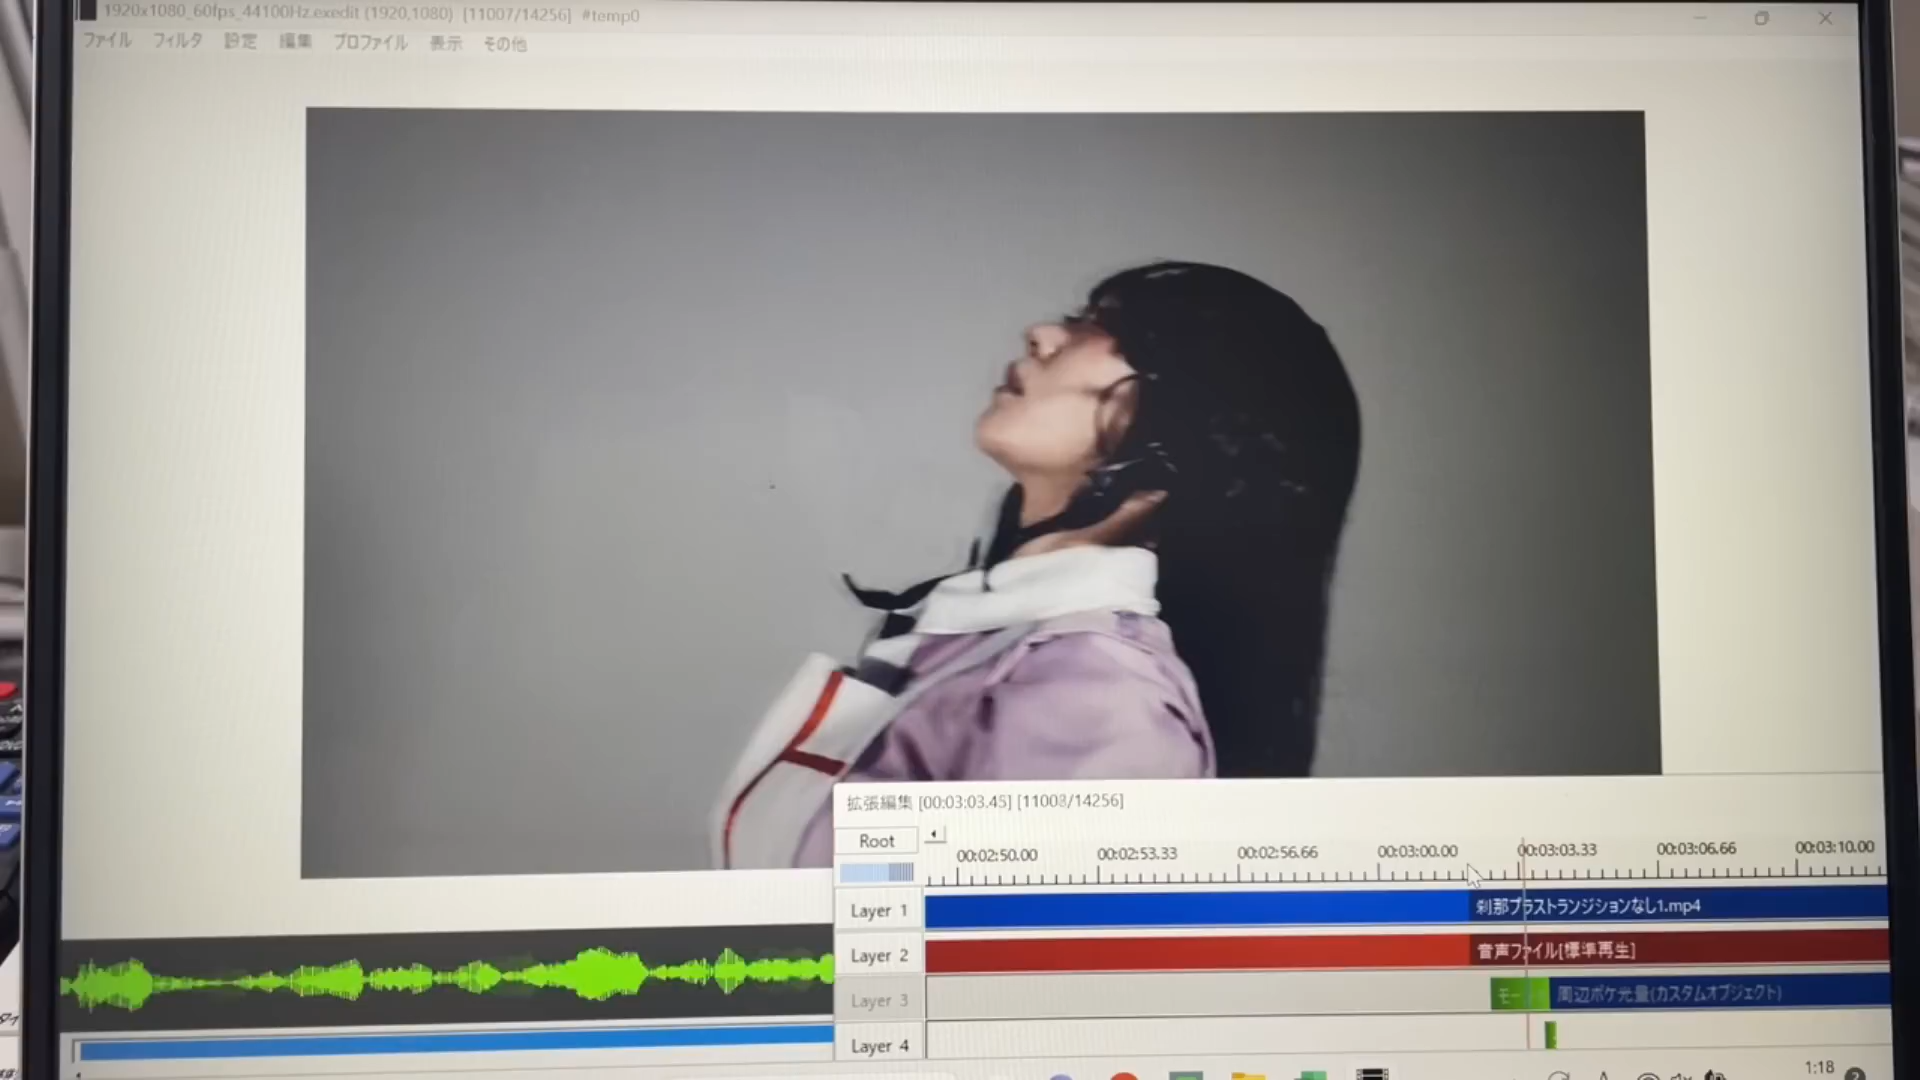 1920x1080_60fps_44100Hz.exedit (1920,1080) [11007/14256] #temp0
ファイル フィルタ 設定 編集 プロファイル 表示 その他
拡張編集 [00:03:03.45] [11008/14256]
Root
00:02:50.00 00:02:53.33 00:02:56.66 00:03:00.00 00:03:03.33 00:03:06.66 00:03:10.00
Layer 1 刹那プラストランジションなし1.mp4
Layer 2 音声ファイル[標準再生]
Layer 3 モー 周辺ボケ光量(カスタムオブジェクト)
Layer 4
1:18
2